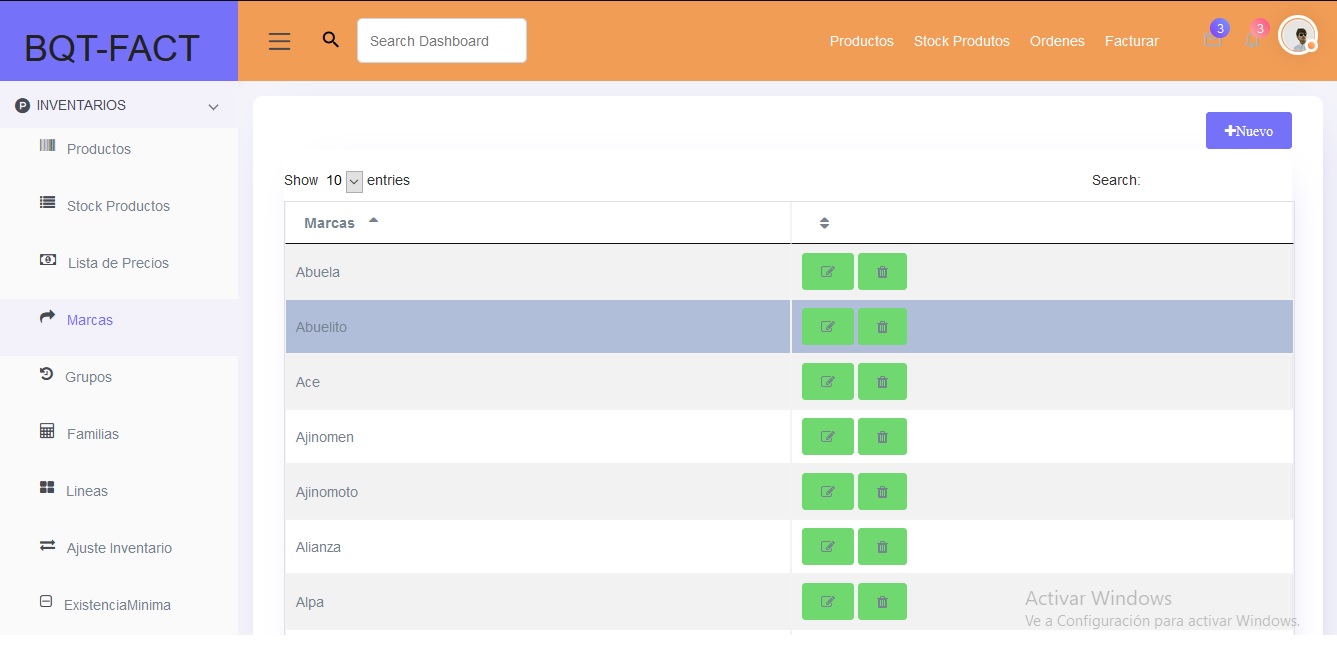 BQT-FACT
Search Dashboard
Productos Stock Produtos Ordenes Facturar 3 3
P INVENTARIOS
Productos
Stock Productos
Lista de Precios
Marcas
Grupos
Familias
Lineas
Ajuste Inventario
ExistenciaMinima
+Nuevo
Show 10 entries Search:
Marcas
Abuela
Abuelito
Ace
Ajinomen
Ajinomoto
Alianza
Alpa
Activar Windows
Ve a Configuración para activar Windows.